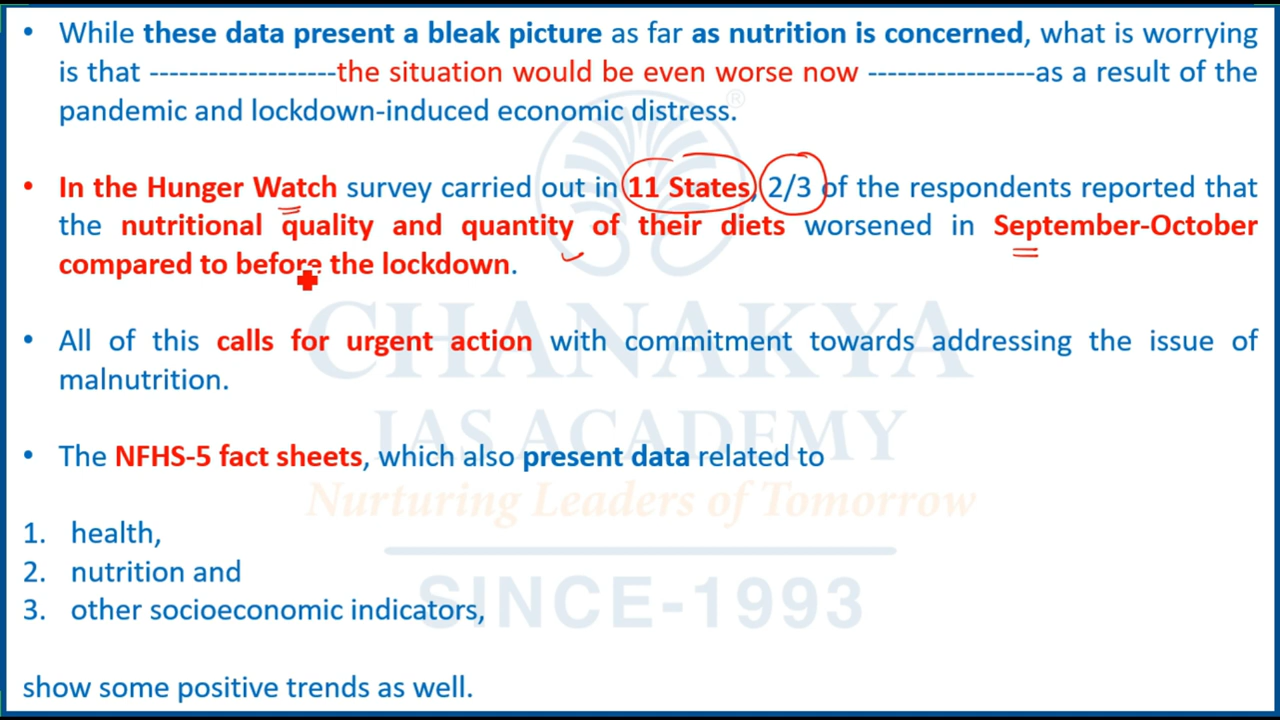 • While these data present a bleak picture as far as nutrition is concerned, what is worrying
is that -------------------the situation would be even worse now -----------------as a result of the
pandemic and lockdown-induced economic distress.
• In the Hunger Watch survey carried out in 11 States, 2/3 of the respondents reported that
the nutritional quality and quantity of their diets worsened in September-October
compared to before the lockdown.
• All of this calls for urgent action with commitment towards addressing the issue of
malnutrition.
• The NFHS-5 fact sheets, which also present data related to
1. health,
2. nutrition and
3. other socioeconomic indicators,
show some positive trends as well.
®
CHANAKYA
IAS ACADEMY
Nurturing Leaders of Tomorrow
SINCE-1993